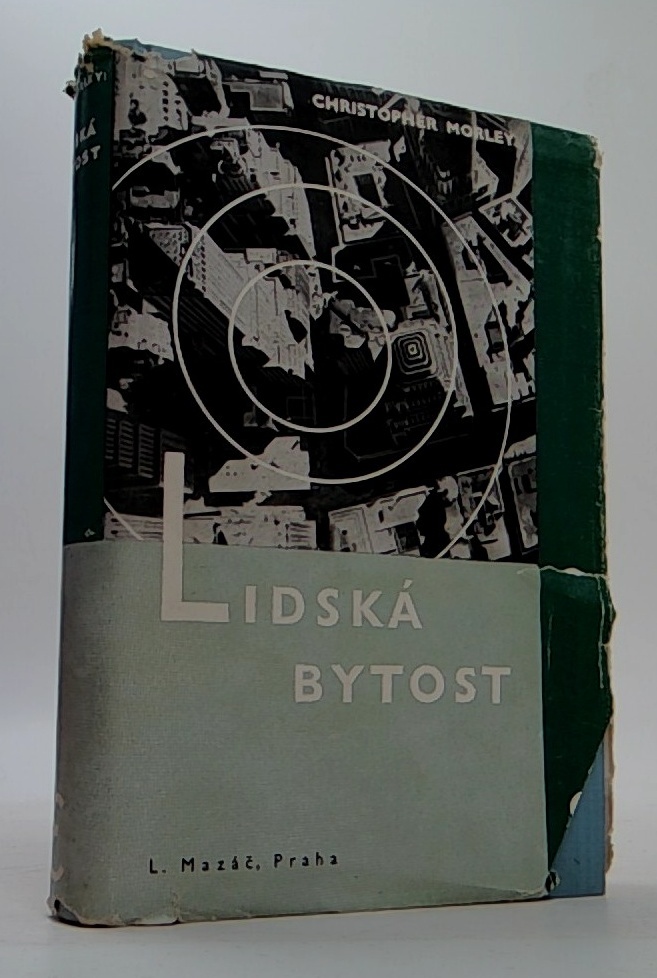 CHRISTOPHER MORLEY
LIDSKÁ
BYTOST
L. Mazáč, Praha